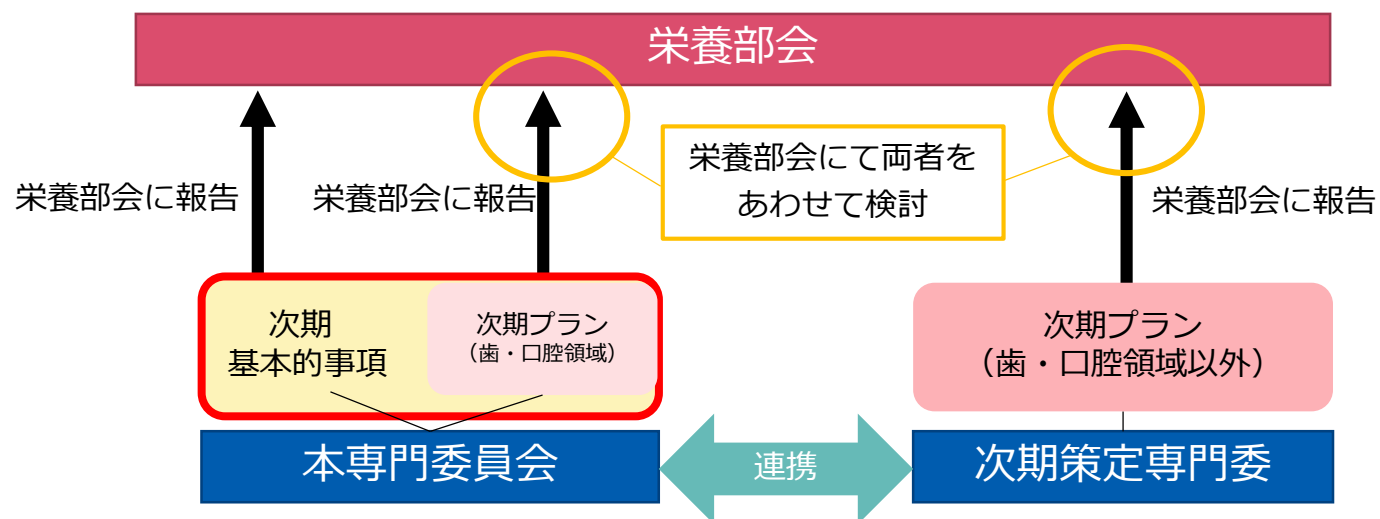 栄養部会
栄養部会にて両者を
あわせて検討
栄養部会に報告
栄養部会に報告
栄養部会に報告
次期
基本的事項
次期プラン
（歯・口腔領域）
次期プラン
（歯・口腔領域以外）
本専門委員会
連携
次期策定専門委